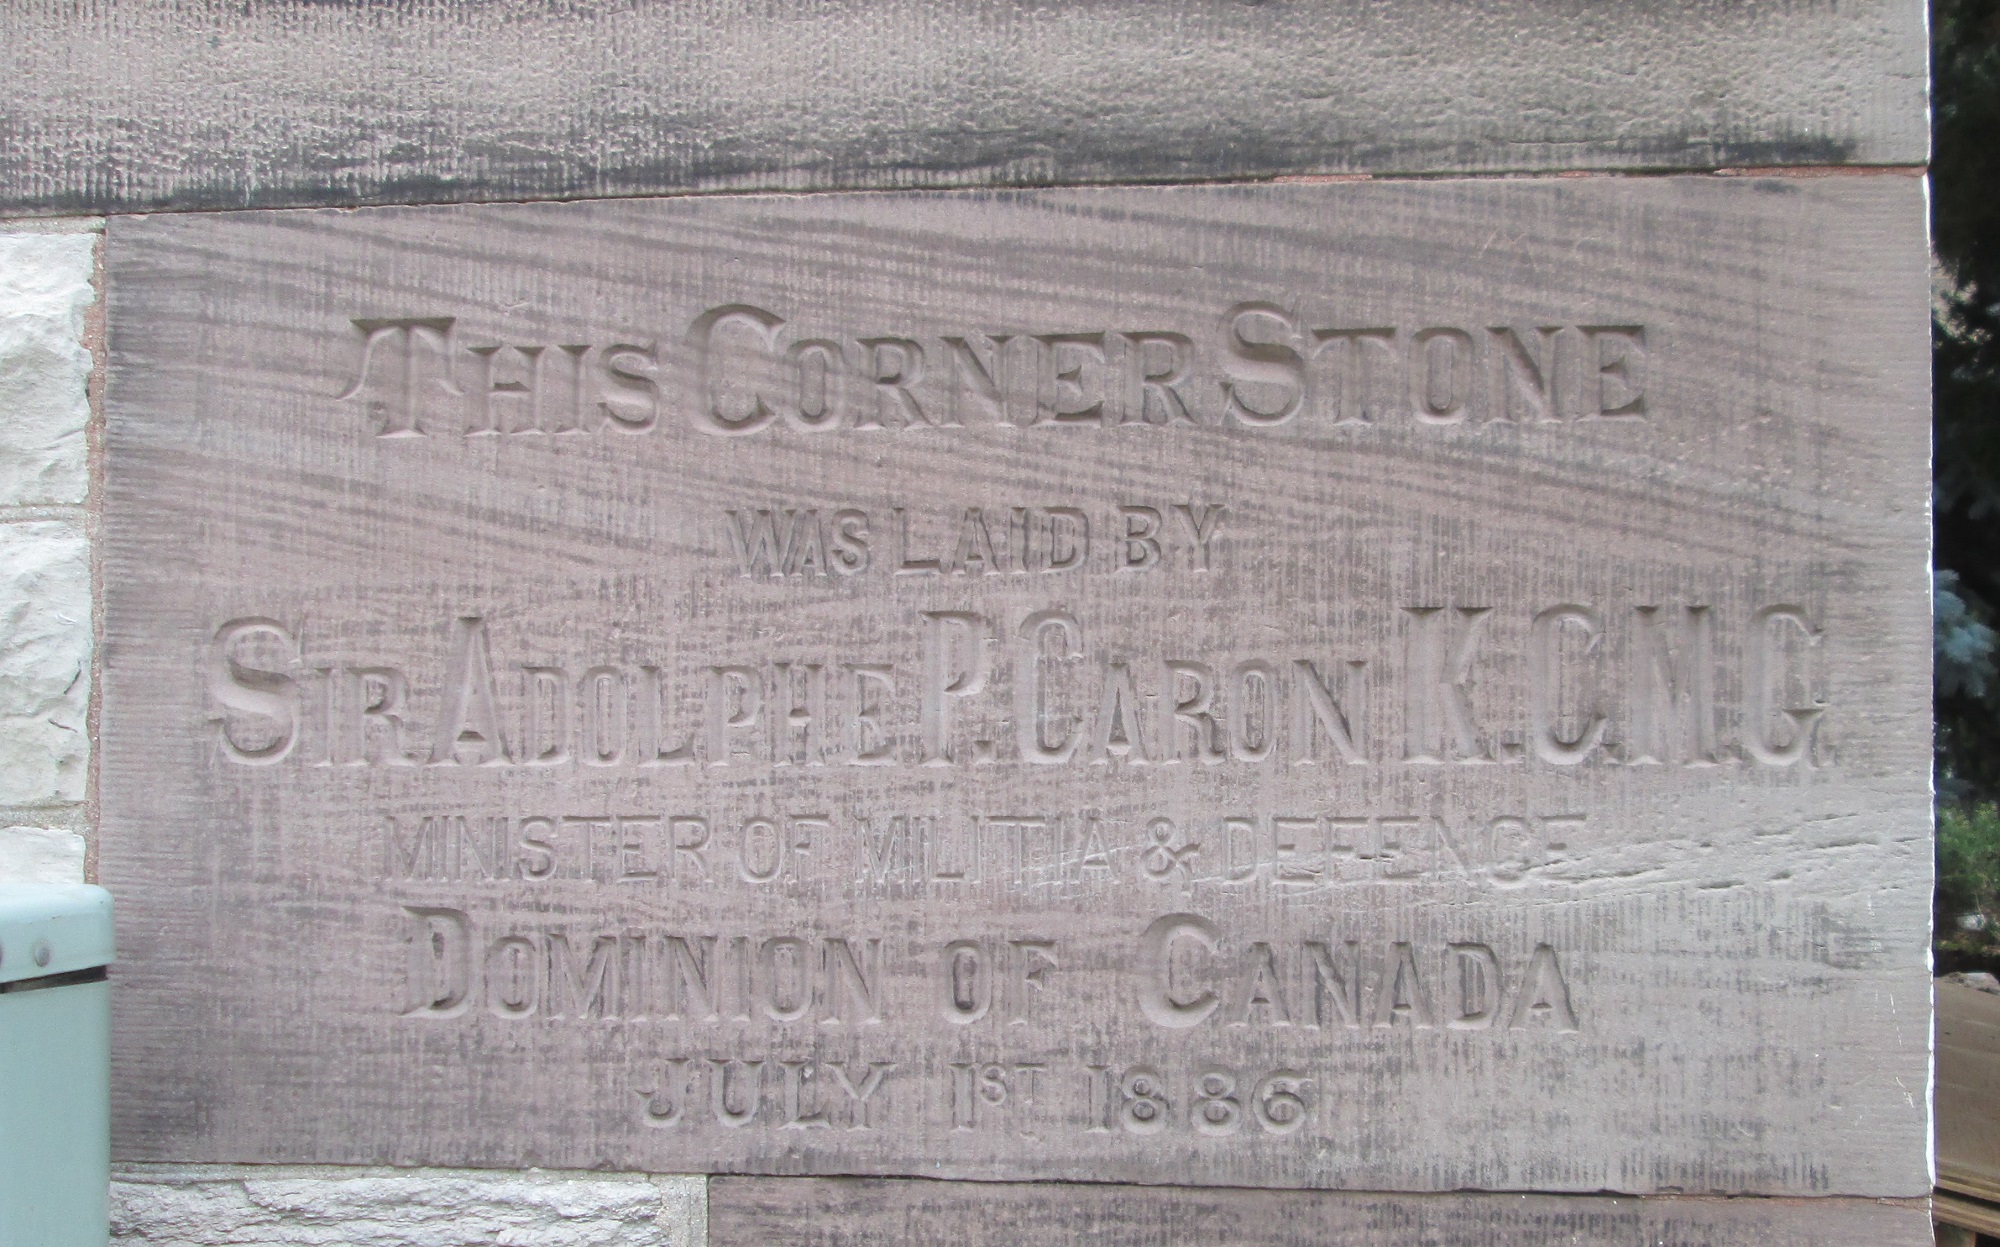 THIS CORNER STONE
WAS LAID BY
SIR ADOLPHE P. CARON K.C.M.G.
MINISTER OF MILITIA & DEFENCE
DOMINION OF CANADA
JULY 1ST 1886